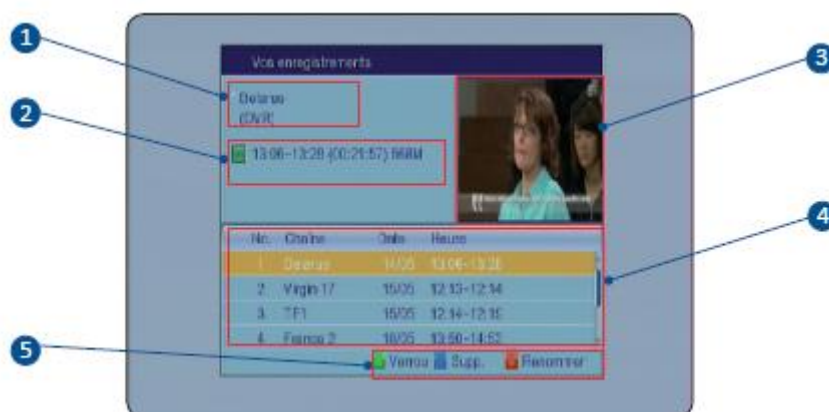 1
2
3
4
5
Vos enregistrements
Delarue
(DVR)
13:06-13:28 (00:21:57) 568M
No. Chaîne Date Heure
1. Delarue 14/05 13:06-13:28
2. Virgin 17 15/05 12:13-12:14
3. TF1 15/05 12:14-12:15
4. France 2 18/05 13:50-14:52
Verrou Supp. Renommer